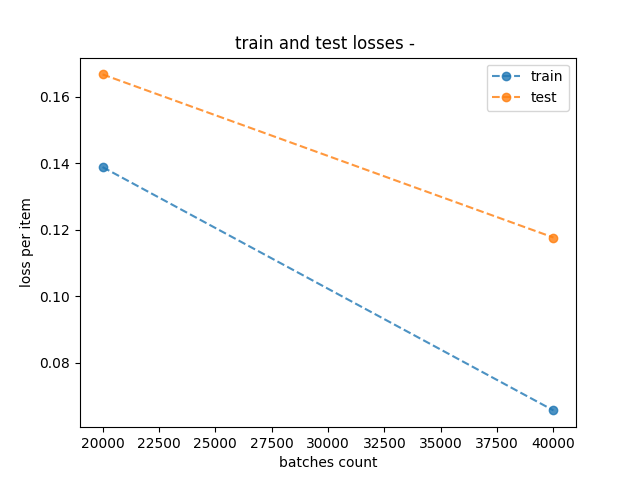 train and test losses -
train
test
loss per item
0.16
0.14
0.12
0.10
0.08
20000 22500 25000 27500 30000 32500 35000 37500 40000
batches count